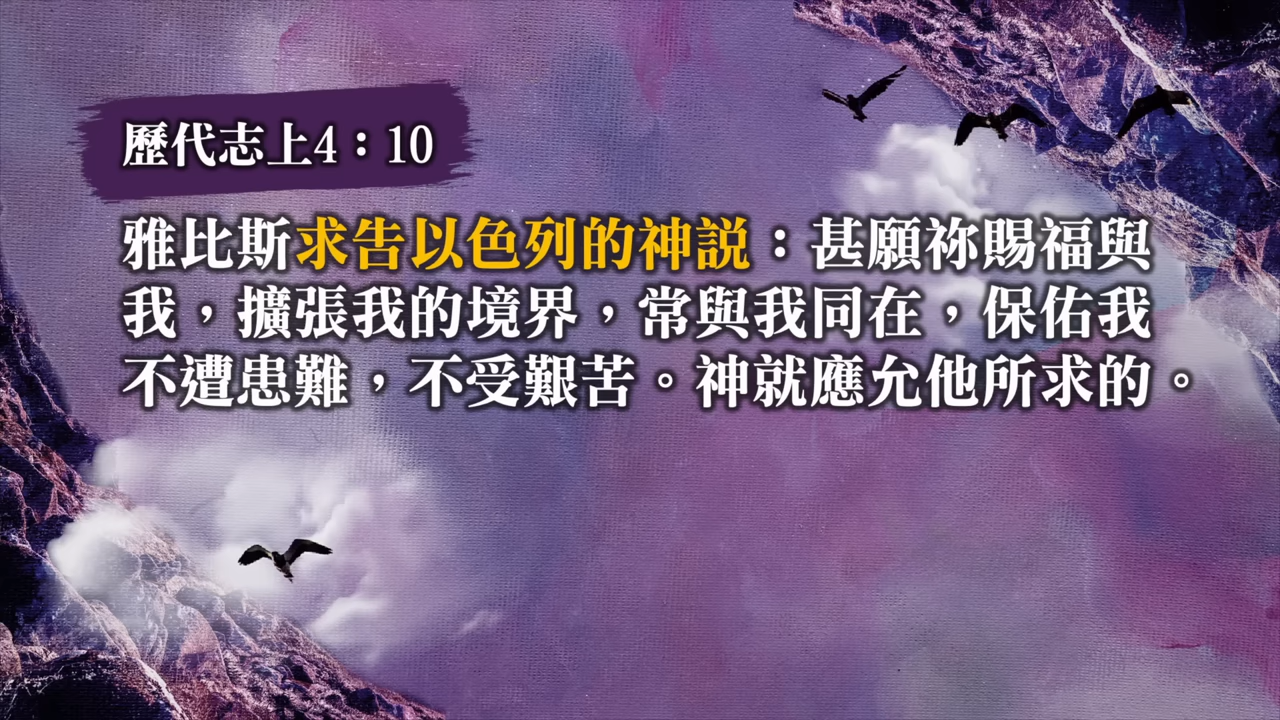 歷代志上4：10
雅比斯求告以色列的神説：甚願祢賜福與
我，擴張我的境界，常與我同在，保佑我
不遭患難，不受艱苦。神就應允他所求的。